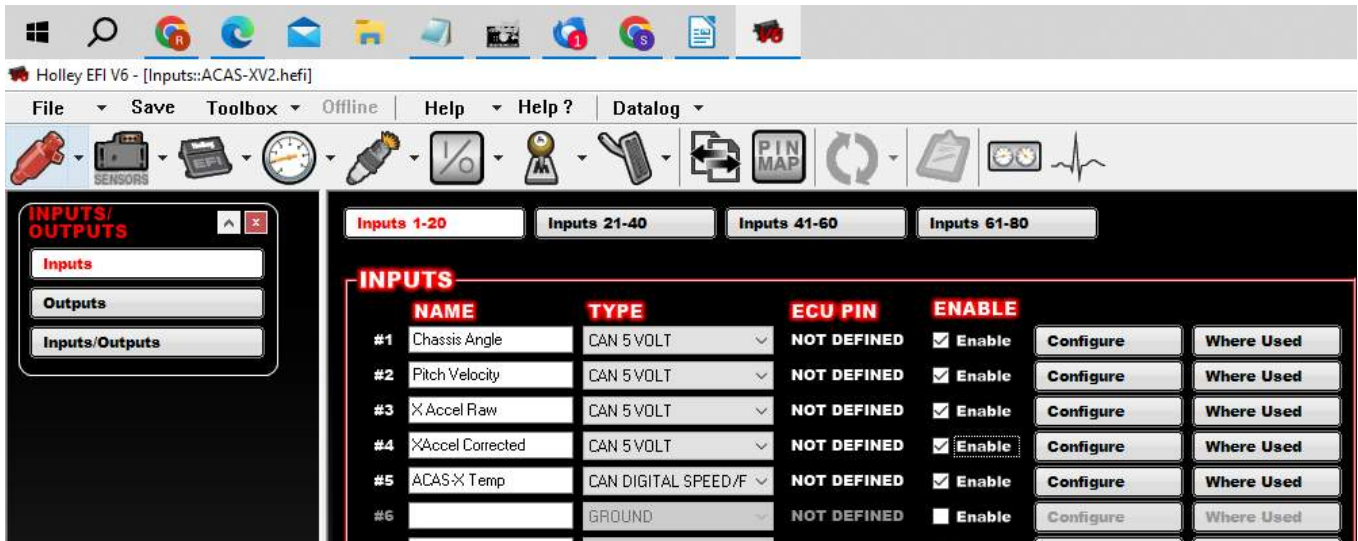 R
1
S
Holley EFI V6 - [Inputs::ACAS-XV2.hefi]
File Save Toolbox Offline Help Help ? Datalog
SENSORS EFI 1/0 PIN MAP
INPUTS/
OUTPUTS
Inputs
Outputs
Inputs/Outputs
Inputs 1-20 Inputs 21-40 Inputs 41-60 Inputs 61-80
INPUTS
NAME TYPE ECU PIN ENABLE
#1 Chassis Angle CAN 5 VOLT NOT DEFINED Enable Configure Where Used
#2 Pitch Velocity CAN 5 VOLT NOT DEFINED Enable Configure Where Used
#3 X Accel Raw CAN 5 VOLT NOT DEFINED Enable Configure Where Used
#4 XAccel Corrected CAN 5 VOLT NOT DEFINED Enable Configure Where Used
#5 ACAS-X Temp CAN DIGITAL SPEED/F NOT DEFINED Enable Configure Where Used
#6 GROUND NOT DEFINED Enable Configure Where Used